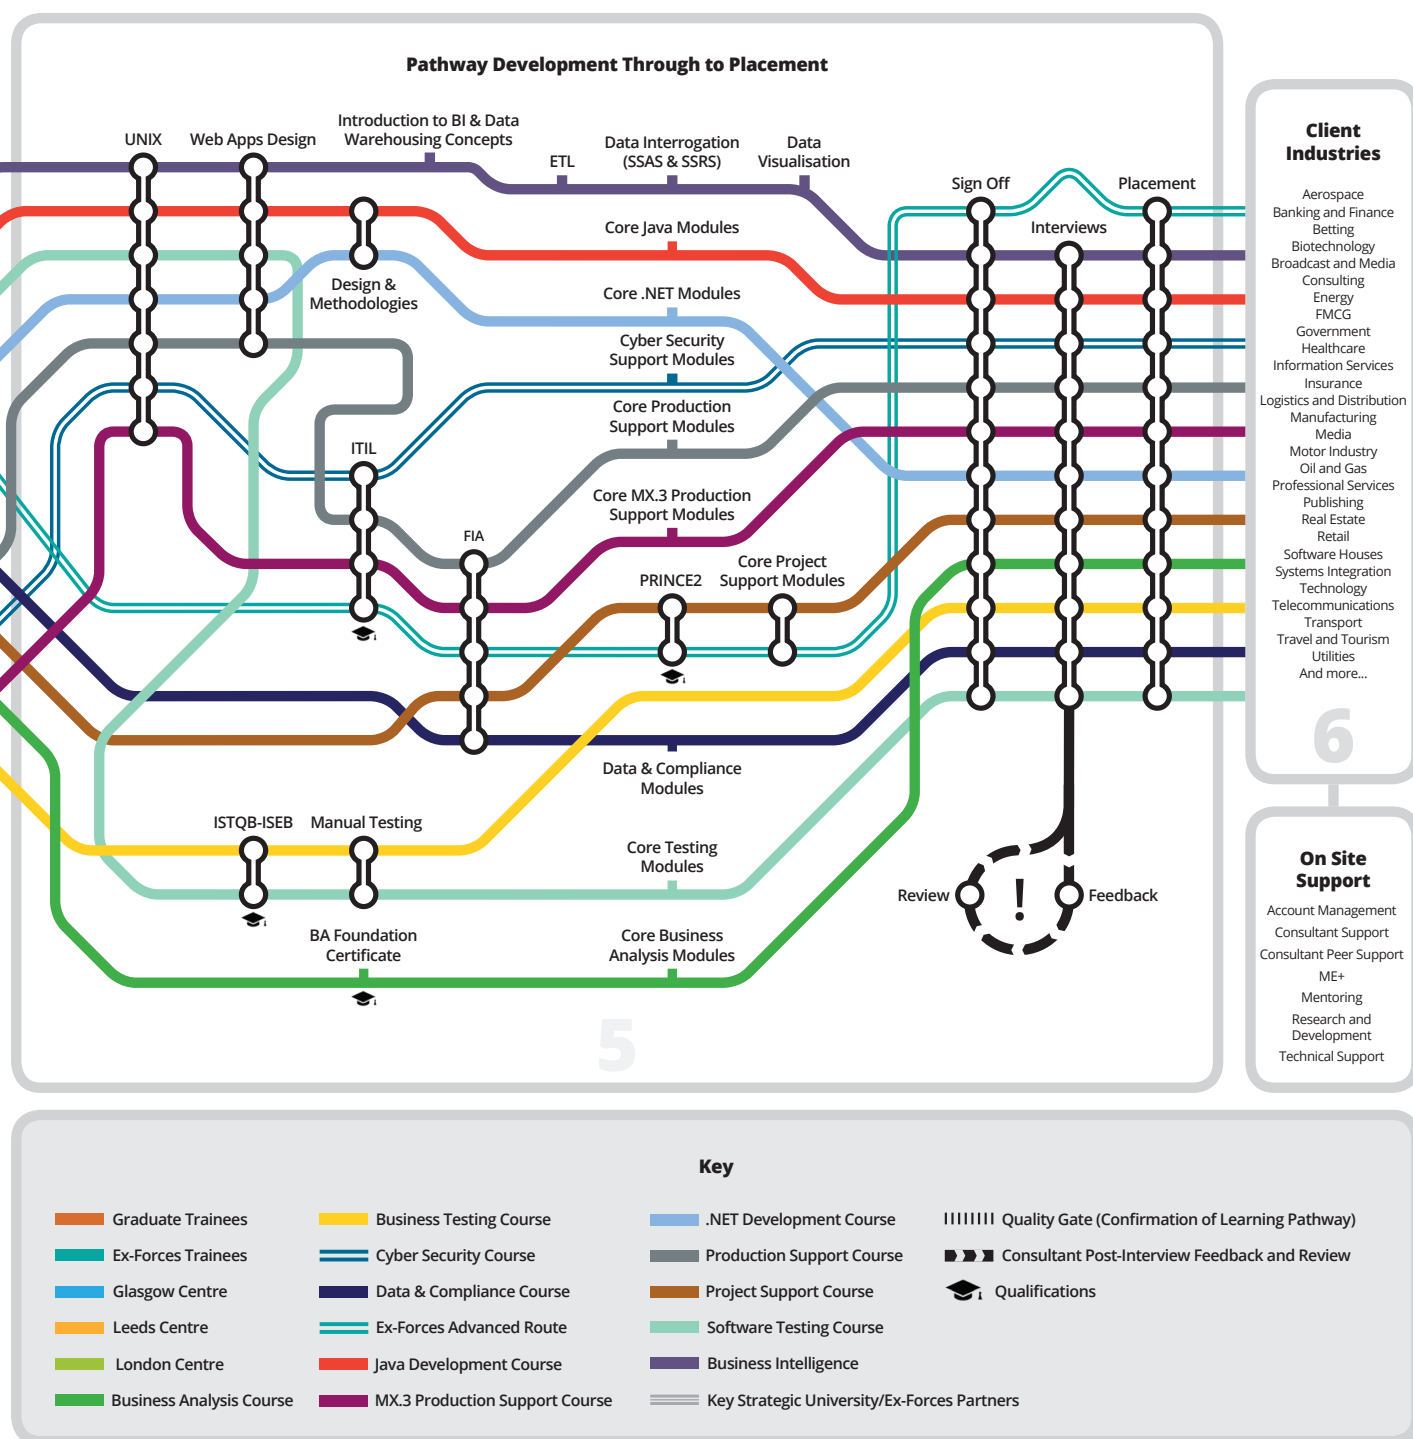 Pathway Development Through to Placement
UNIX
Web Apps Design
Introduction to BI & Data
Warehousing Concepts
ETL
Data Interrogation
(SSAS & SSRS)
Data
Visualisation
Sign Off
Interviews
Placement
Core Java Modules
Design &
Methodologies
Core .NET Modules
Cyber Security
Support Modules
Core Production
Support Modules
ITIL
Core MX.3 Production
Support Modules
FIA
PRINCE2
Core Project
Support Modules
Data & Compliance
Modules
ISTQB-ISEB
Manual Testing
Core Testing
Modules
Review
!
Feedback
BA Foundation
Certificate
Core Business
Analysis Modules
5
Client
Industries
Aerospace
Banking and Finance
Betting
Biotechnology
Broadcast and Media
Consulting
Energy
FMCG
Government
Healthcare
Information Services
Insurance
Logistics and Distribution
Manufacturing
Media
Motor Industry
Oil and Gas
Professional Services
Publishing
Real Estate
Retail
Software Houses
Systems Integration
Technology
Telecommunications
Transport
Travel and Tourism
Utilities
And more...
6
On Site
Support
Account Management
Consultant Support
Consultant Peer Support
ME+
Mentoring
Research and
Development
Technical Support
Key
Graduate Trainees
Ex-Forces Trainees
Glasgow Centre
Leeds Centre
London Centre
Business Analysis Course
Business Testing Course
Cyber Security Course
Data & Compliance Course
Ex-Forces Advanced Route
Java Development Course
MX.3 Production Support Course
.NET Development Course
Production Support Course
Project Support Course
Software Testing Course
Business Intelligence
Key Strategic University/Ex-Forces Partners
Quality Gate (Confirmation of Learning Pathway)
Consultant Post-Interview Feedback and Review
Qualifications